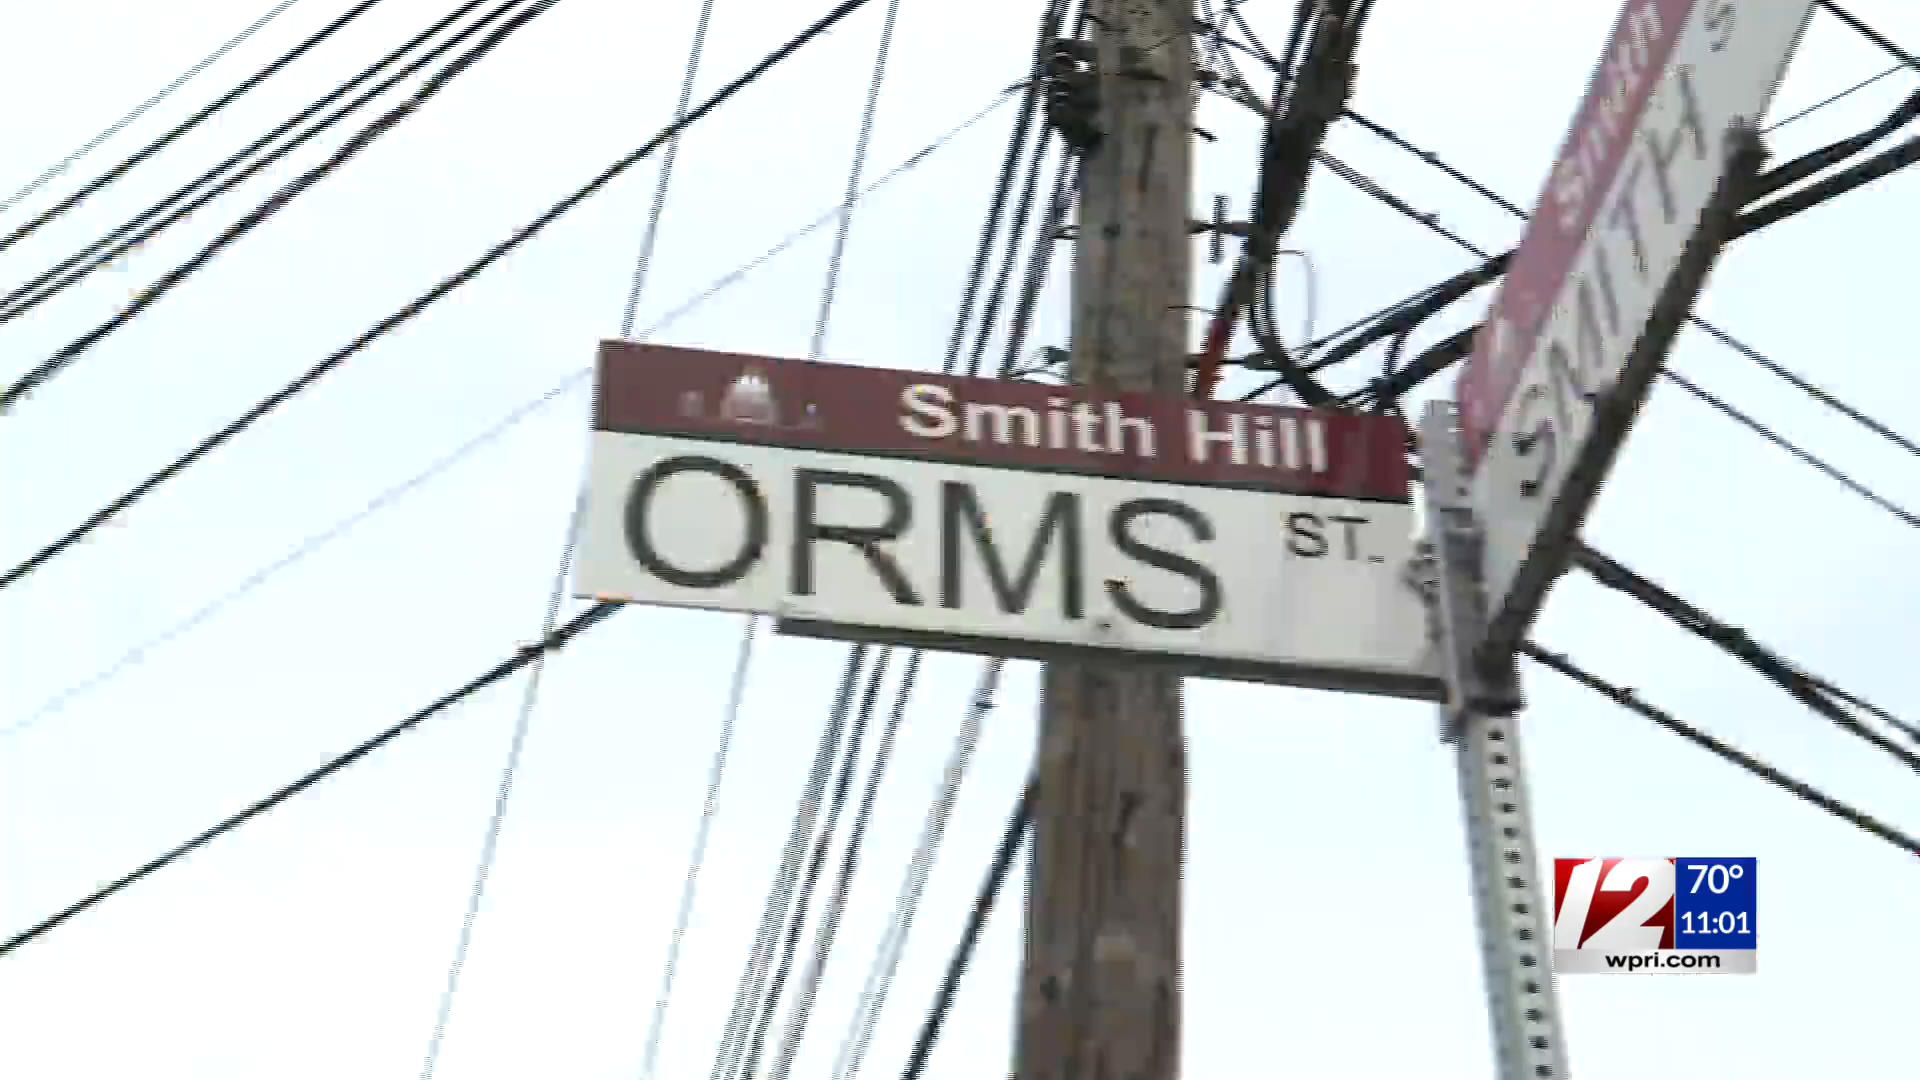 Smith Hill
ORMS ST.
Smith
SMITH S
12
70°
11:01
wpri.com